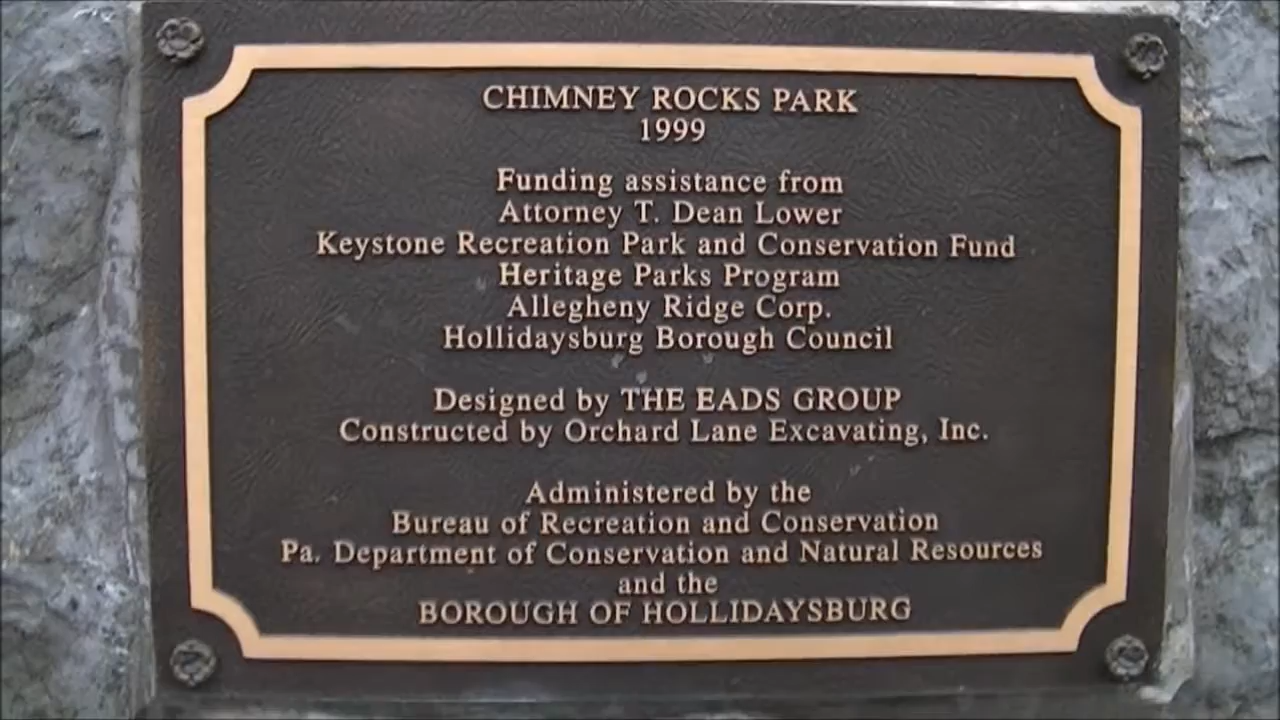 CHIMNEY ROCKS PARK
1999
Funding assistance from
Attorney T. Dean Lower
Keystone Recreation Park and Conservation Fund
Heritage Parks Program
Allegheny Ridge Corp.
Hollidaysburg Borough Council
Designed by THE EADS GROUP
Constructed by Orchard Lane Excavating, Inc.
Administered by the
Bureau of Recreation and Conservation
Pa. Department of Conservation and Natural Resources
and the
BOROUGH OF HOLLIDAYSBURG